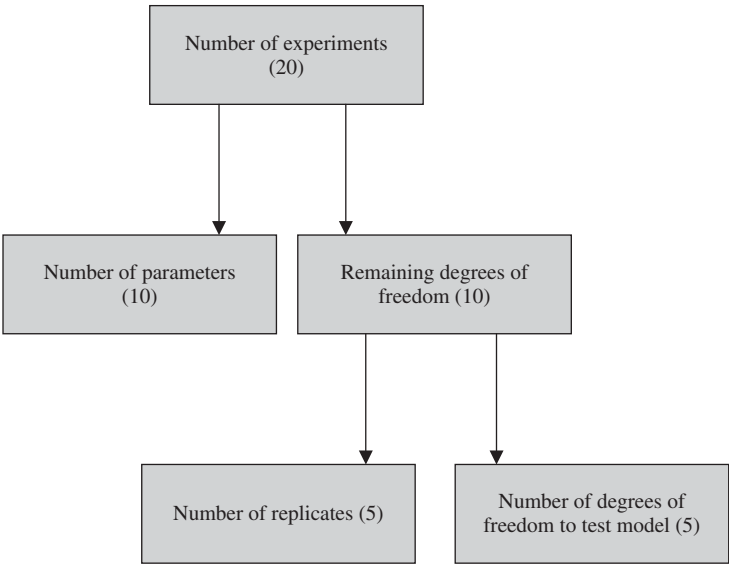 Number of experiments
(20)
Number of parameters
(10)
Remaining degrees of
freedom (10)
Number of replicates (5)
Number of degrees of
freedom to test model (5)